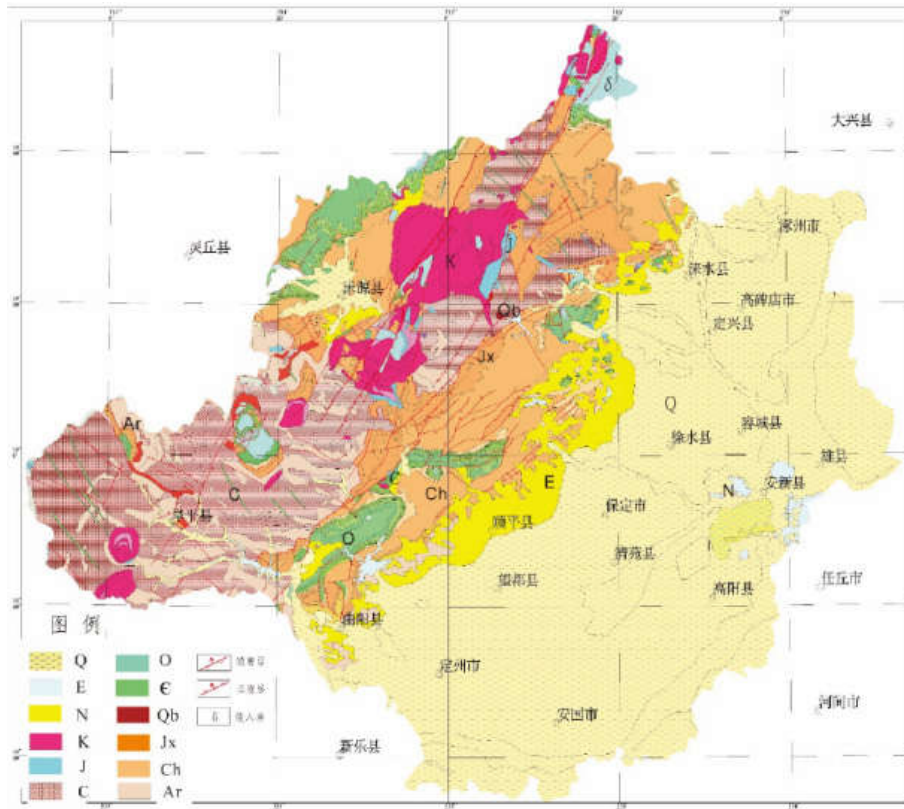 大兴县
δ
涿州市
灵丘县
J
涞水县
K
涞源县
高碑店市
Qb
定兴县
Jx
Q
Ar
容城县
徐水县
雄县
C
E
N
安新县
Ch
保定市
阜平县
顺平县
O
清苑县
望都县
高阳县
任丘市
曲阳县
图 例
定州市
安国市
河间市
新乐县
Q O
E Є
N Qb
K Jx
J Ch
C Ar
δ 侵入岩